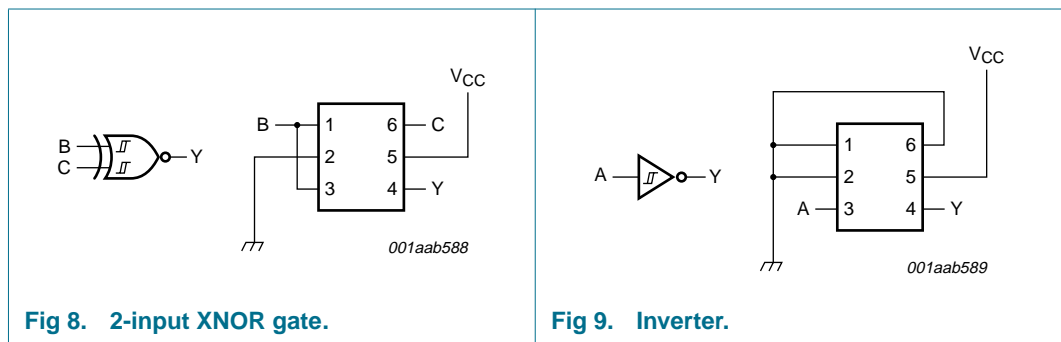 B
C
Y
B
1
2
3
6
5
4
C
Y
VCC
001aab588
Fig 8. 2-input XNOR gate.
A
Y
1
2
3
6
5
4
A
Y
VCC
001aab589
Fig 9. Inverter.